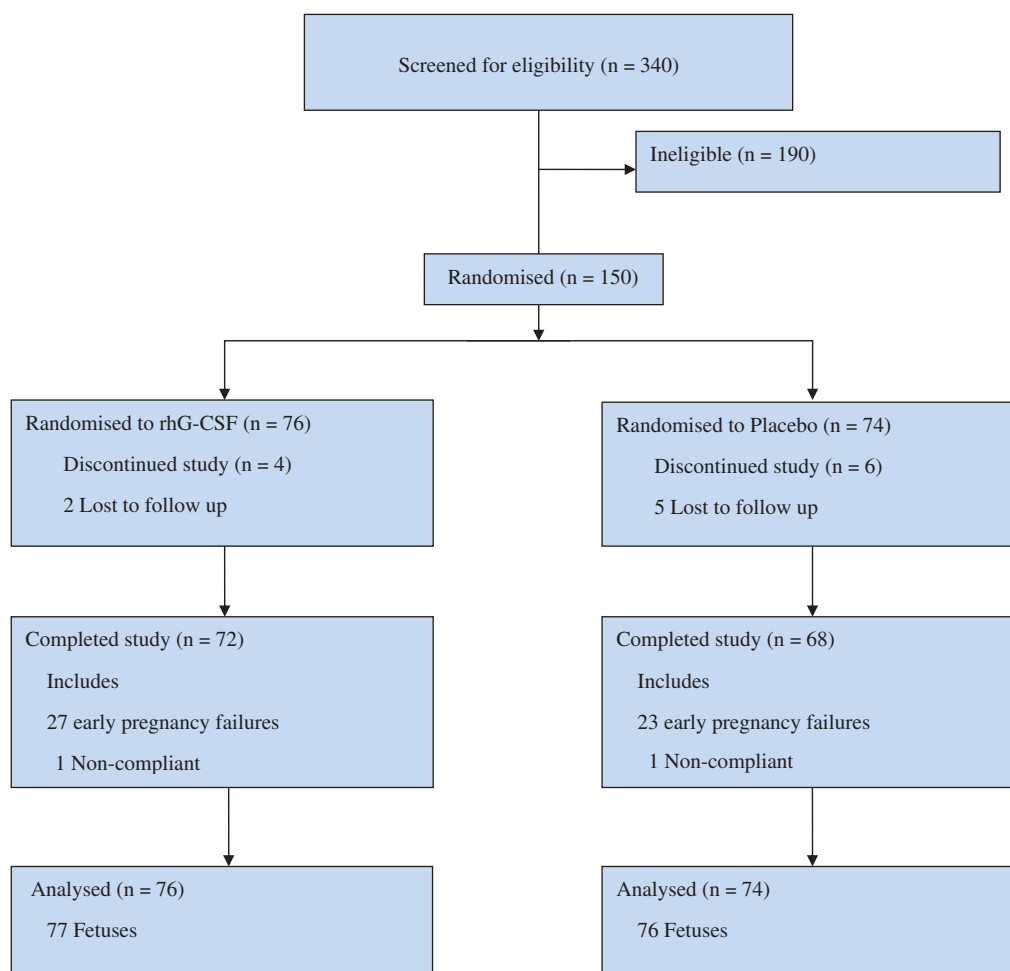 Screened for eligibility (n = 340)
Ineligible (n = 190)
Randomised (n = 150)
Randomised to rhG-CSF (n = 76)
Discontinued study (n = 4)
2 Lost to follow up
Randomised to Placebo (n = 74)
Discontinued study (n = 6)
5 Lost to follow up
Completed study (n = 72)
Includes
27 early pregnancy failures
1 Non-compliant
Completed study (n = 68)
Includes
23 early pregnancy failures
1 Non-compliant
Analysed (n = 76)
77 Fetuses
Analysed (n = 74)
76 Fetuses